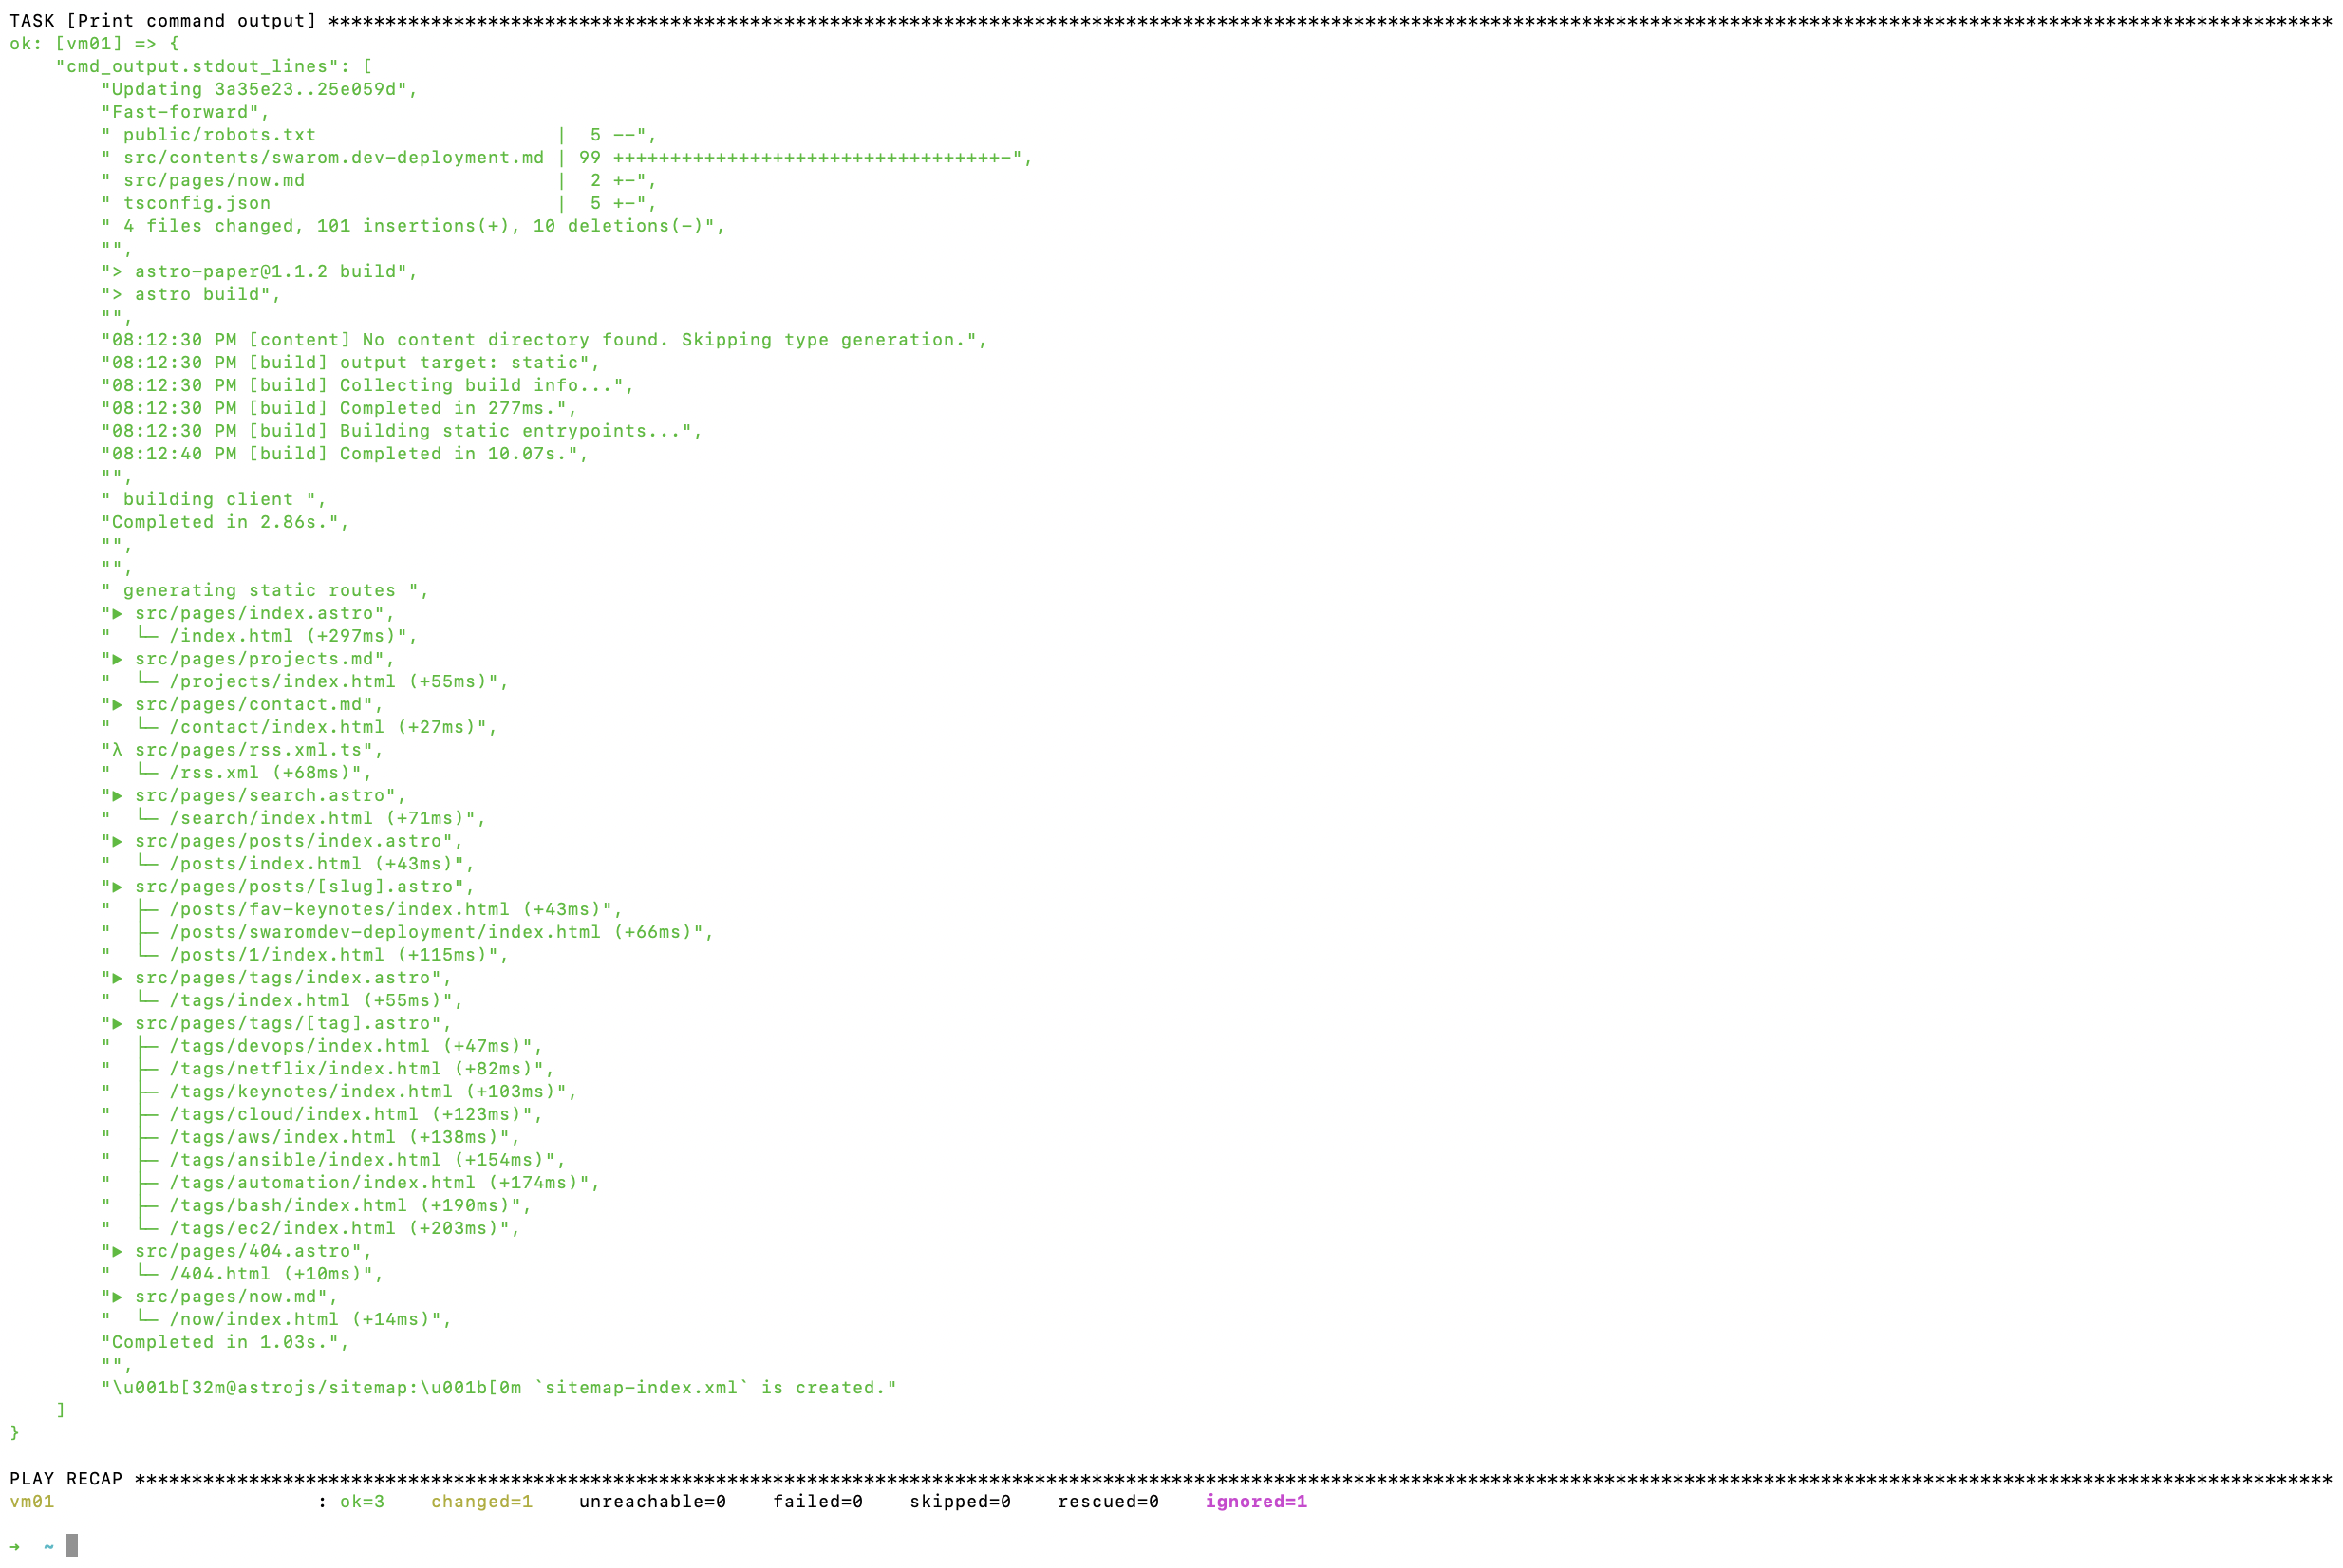 TASK [Print command output] ********************************************************************************************************************************************************************************
ok: [vm01] => {
    "cmd_output.stdout_lines": [
        "Updating 3a35e23..25e059d",
        "Fast-forward",
        " public/robots.txt                     |  5 --",
        " src/contents/swarom.dev-deployment.md | 99 ++++++++++++++++++++++++++++++++++-",
        " src/pages/now.md                      |  2 +-",
        " tsconfig.json                         |  5 +-",
        " 4 files changed, 101 insertions(+), 10 deletions(-)",
        "",
        "> astro-paper@1.1.2 build",
        "> astro build",
        "",
        "08:12:30 PM [content] No content directory found. Skipping type generation.",
        "08:12:30 PM [build] output target: static",
        "08:12:30 PM [build] Collecting build info...",
        "08:12:30 PM [build] Completed in 277ms.",
        "08:12:30 PM [build] Building static entrypoints...",
        "08:12:40 PM [build] Completed in 10.07s.",
        "",
        " building client ",
        "Completed in 2.86s.",
        "",
        "",
        " generating static routes ",
        "▶ src/pages/index.astro",
        "  └─ /index.html (+297ms)",
        "▶ src/pages/projects.md",
        "  └─ /projects/index.html (+55ms)",
        "▶ src/pages/contact.md",
        "  └─ /contact/index.html (+27ms)",
        "λ src/pages/rss.xml.ts",
        "  └─ /rss.xml (+68ms)",
        "▶ src/pages/search.astro",
        "  └─ /search/index.html (+71ms)",
        "▶ src/pages/posts/index.astro",
        "  └─ /posts/index.html (+43ms)",
        "▶ src/pages/posts/[slug].astro",
        "  ├─ /posts/fav-keynotes/index.html (+43ms)",
        "  ├─ /posts/swaromdev-deployment/index.html (+66ms)",
        "  └─ /posts/1/index.html (+115ms)",
        "▶ src/pages/tags/index.astro",
        "  └─ /tags/index.html (+55ms)",
        "▶ src/pages/tags/[tag].astro",
        "  ├─ /tags/devops/index.html (+47ms)",
        "  ├─ /tags/netflix/index.html (+82ms)",
        "  ├─ /tags/keynotes/index.html (+103ms)",
        "  ├─ /tags/cloud/index.html (+123ms)",
        "  ├─ /tags/aws/index.html (+138ms)",
        "  ├─ /tags/ansible/index.html (+154ms)",
        "  ├─ /tags/automation/index.html (+174ms)",
        "  ├─ /tags/bash/index.html (+190ms)",
        "  └─ /tags/ec2/index.html (+203ms)",
        "▶ src/pages/404.astro",
        "  └─ /404.html (+10ms)",
        "▶ src/pages/now.md",
        "  └─ /now/index.html (+14ms)",
        "Completed in 1.03s.",
        "",
        "\u001b[32m@astrojs/sitemap:\u001b[0m `sitemap-index.xml` is created."
    ]
}
PLAY RECAP *************************************************************************************************************************************************************************************************
vm01                       : ok=3    changed=1    unreachable=0    failed=0    skipped=0    rescued=0    ignored=1
➜  ~